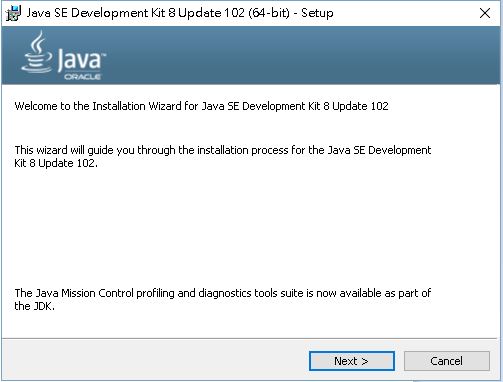 Java SE Development Kit 8 Update 102 (64-bit) - Setup
Java
ORACLE
Welcome to the Installation Wizard for Java SE Development Kit 8 Update 102
This wizard will guide you through the installation process for the Java SE Development
Kit 8 Update 102.
The Java Mission Control profiling and diagnostics tools suite is now available as part of
the JDK.
Next >
Cancel